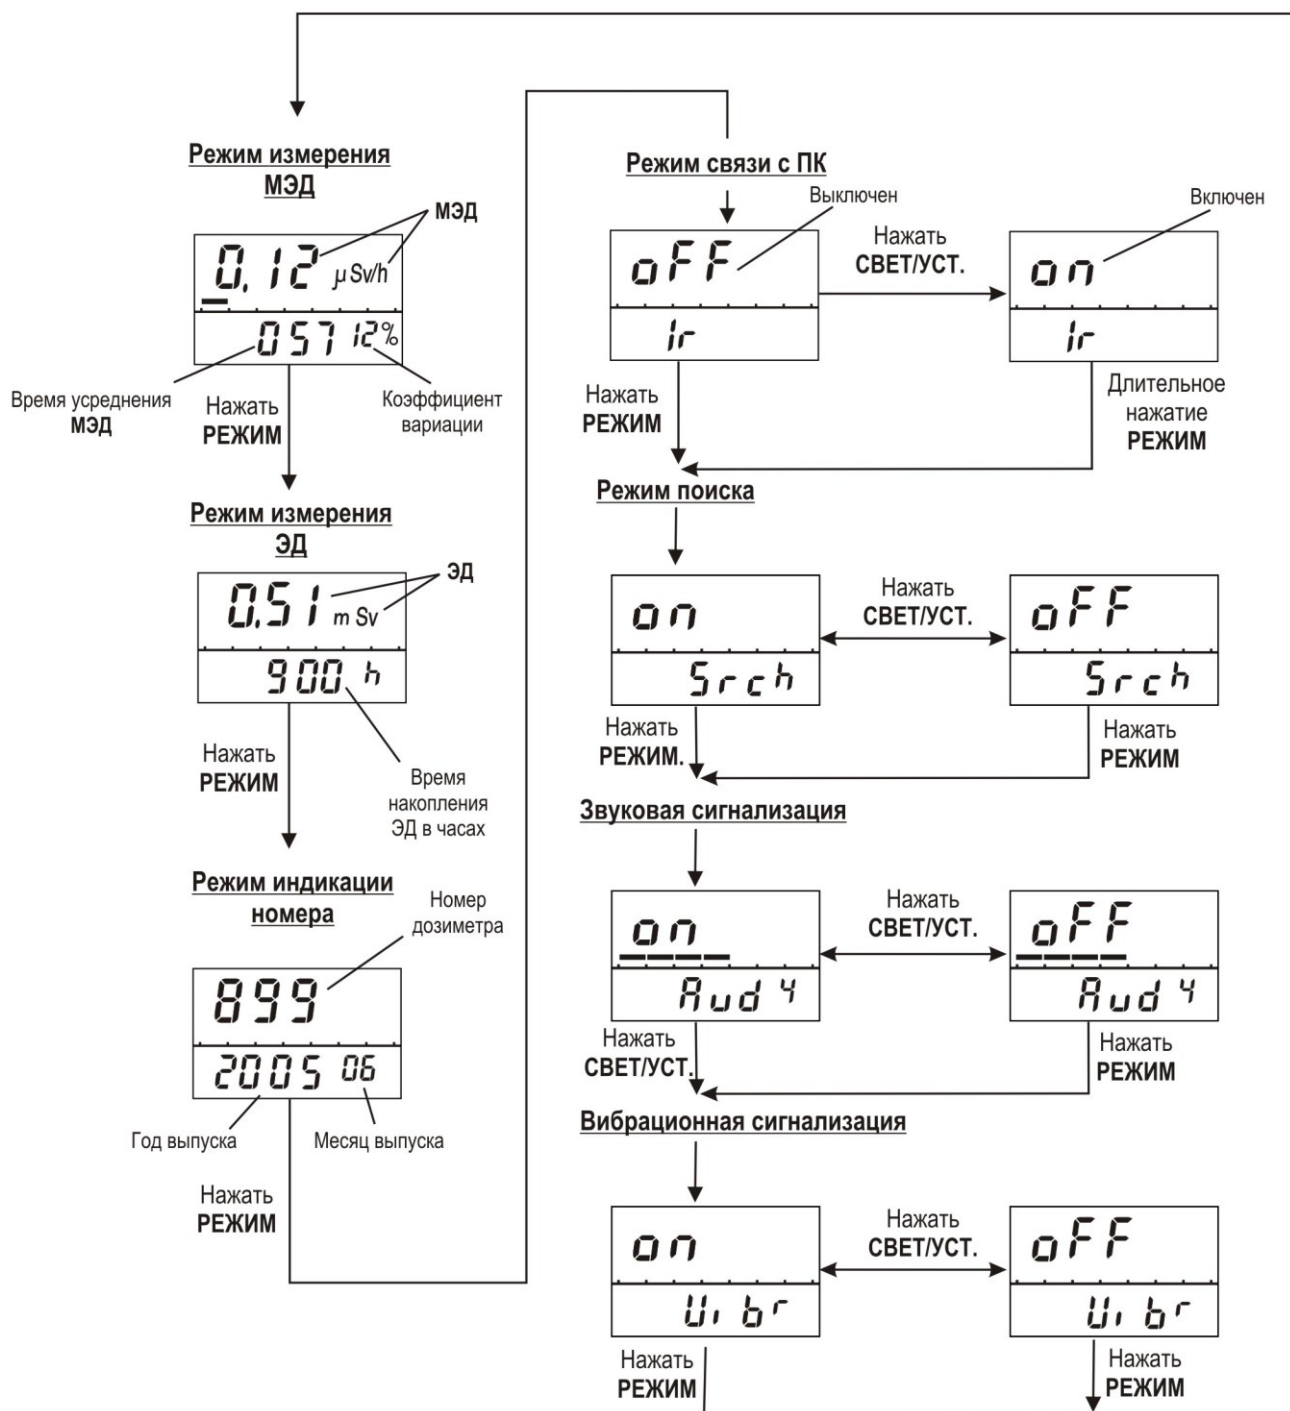 Режим измерения
МЭД
МЭД
0.12 µ Sv/h
057 12%
Время усреднения
МЭД
Коэффициент
вариации
Нажать
РЕЖИМ
Режим измерения
ЭД
ЭД
0.51 m Sv
900 h
Нажать
РЕЖИМ
Время
накопления
ЭД в часах
Режим индикации
номера
Номер
дозиметра
899
2005 06
Год выпуска
Месяц выпуска
Нажать
РЕЖИМ
Режим связи с ПК
Выключен
oFF
Ir
Нажать
СВЕТ/УСТ.
Включен
on
Ir
Нажать
РЕЖИМ
Длительное
нажатие
РЕЖИМ
Режим поиска
on
Srch
Нажать
СВЕТ/УСТ.
oFF
Srch
Нажать
РЕЖИМ.
Нажать
РЕЖИМ
Звуковая сигнализация
on
Aud 4
Нажать
СВЕТ/УСТ.
oFF
Aud 4
Нажать
СВЕТ/УСТ.
Нажать
РЕЖИМ
Вибрационная сигнализация
on
Vibr
Нажать
СВЕТ/УСТ.
oFF
Vibr
Нажать
РЕЖИМ
Нажать
РЕЖИМ